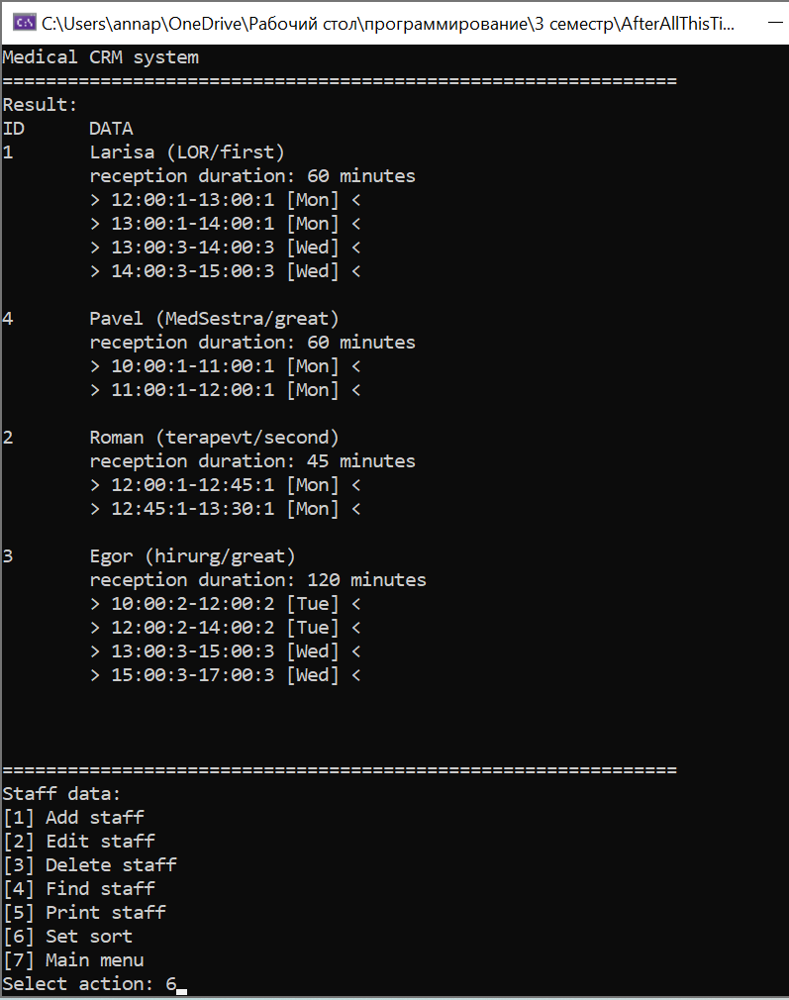 C:\Users\annap\OneDrive\Рабочий стол\программирование\3 семестр\AfterAllThisTi...
Medical CRM system
==============================================================
Result:
ID DATA
1 Larisa (LOR/first)
reception duration: 60 minutes
> 12:00:1-13:00:1 [Mon] <
> 13:00:1-14:00:1 [Mon] <
> 13:00:3-14:00:3 [Wed] <
> 14:00:3-15:00:3 [Wed] <
4 Pavel (MedSestra/great)
reception duration: 60 minutes
> 10:00:1-11:00:1 [Mon] <
> 11:00:1-12:00:1 [Mon] <
2 Roman (terapevt/second)
reception duration: 45 minutes
> 12:00:1-12:45:1 [Mon] <
> 12:45:1-13:30:1 [Mon] <
3 Egor (hirurg/great)
reception duration: 120 minutes
> 10:00:2-12:00:2 [Tue] <
> 12:00:2-14:00:2 [Tue] <
> 13:00:3-15:00:3 [Wed] <
> 15:00:3-17:00:3 [Wed] <
==============================================================
Staff data:
[1] Add staff
[2] Edit staff
[3] Delete staff
[4] Find staff
[5] Print staff
[6] Set sort
[7] Main menu
Select action: 6